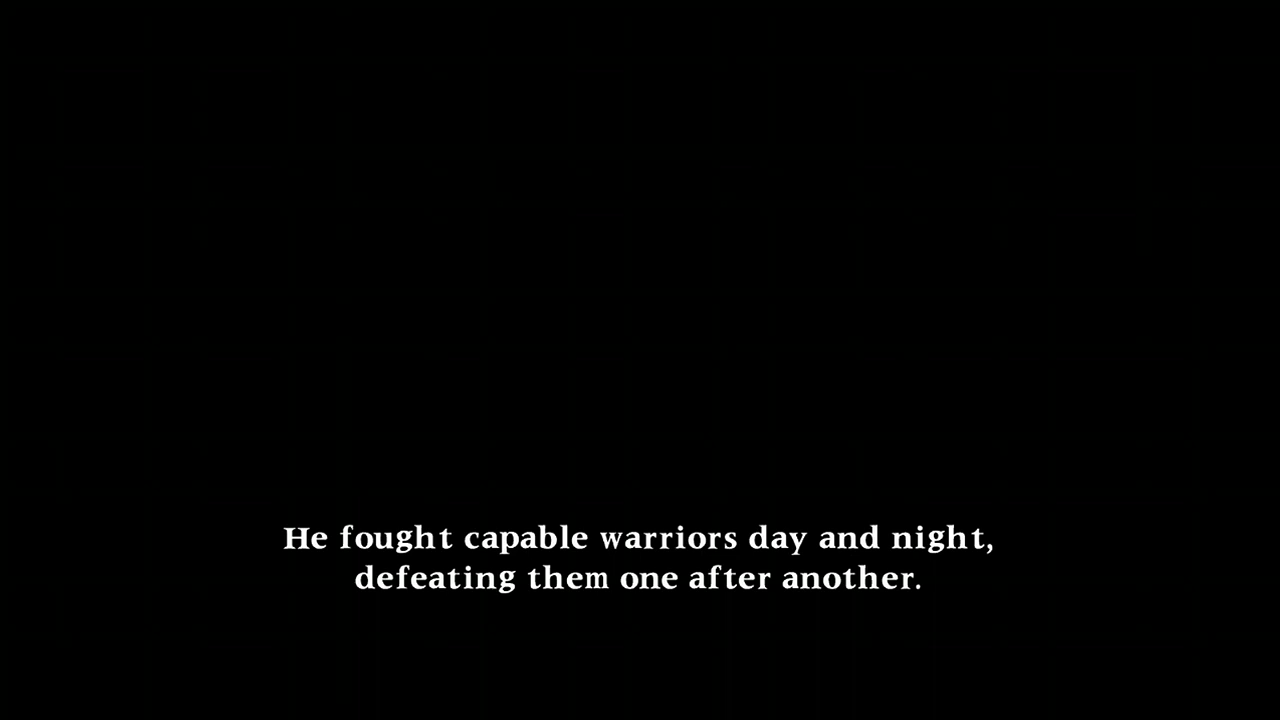 He fought capable warriors day and night,
defeating them one after another.